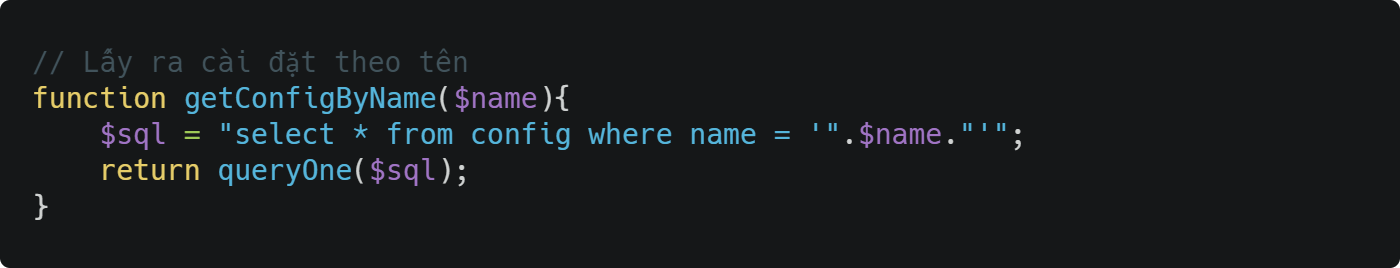 // Lấy ra cài đặt theo tên
function getConfigByName($name){
    $sql = "select * from config where name = '".$name."'";
    return queryOne($sql);
}